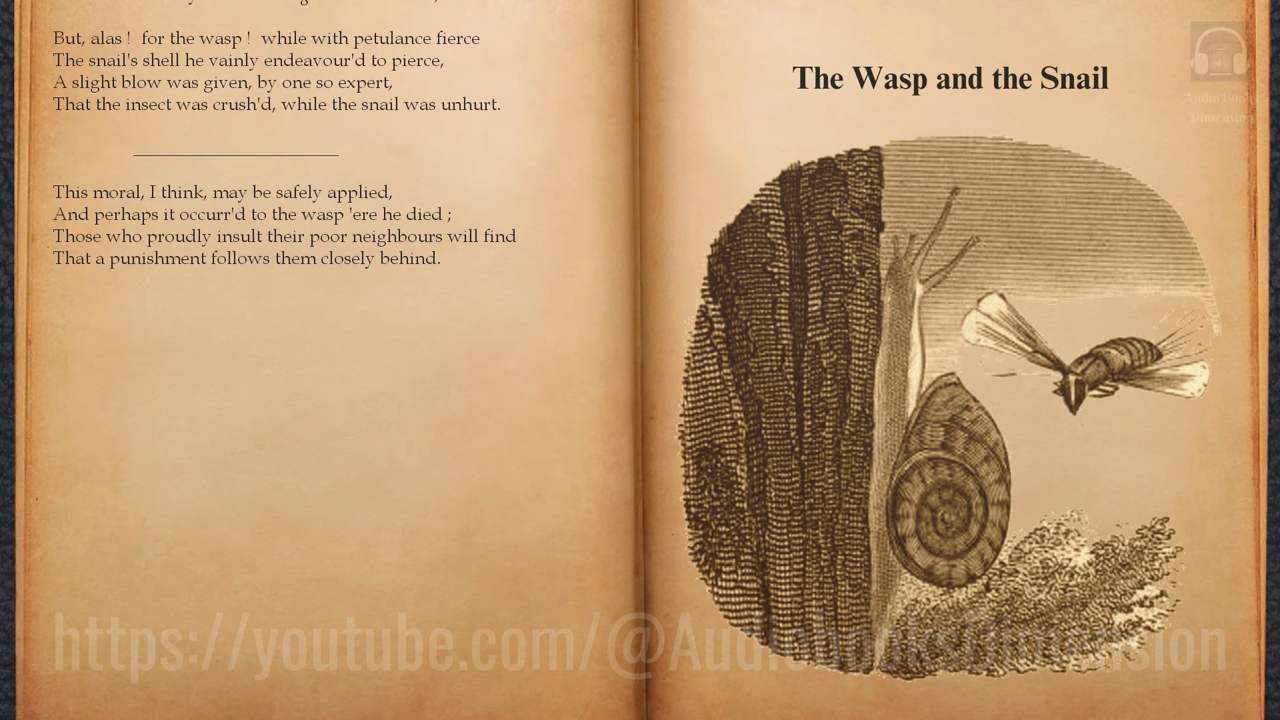 But, alas ! for the wasp ! while with petulance fierce
The snail's shell he vainly endeavour'd to pierce,
A slight blow was given, by one so expert,
That the insect was crush'd, while the snail was unhurt.
This moral, I think, may be safely applied,
And perhaps it occurr'd to the wasp 'ere he died ;
Those who proudly insult their poor neighbours will find
That a punishment follows them closely behind.
The Wasp and the Snail
AudioBooks
Dimension
https://youtube.com/@AudiobooksDimension